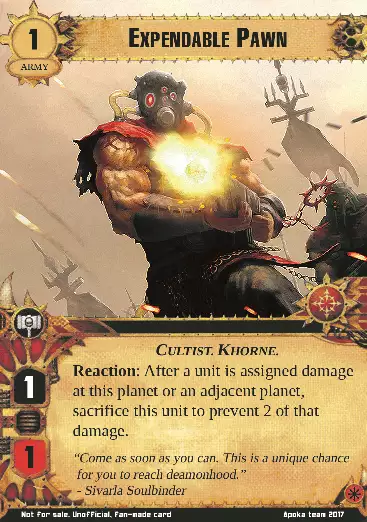 1
ARMY
EXPENDABLE PAWN
CULTIST. KHORNE.
1
1
Reaction: After a unit is assigned damage
at this planet or an adjacent planet,
sacrifice this unit to prevent 2 of that
damage.
“Come as soon as you can. This is a unique chance
for you to reach deamonhood.”
- Sivarla Soulbinder
Not for sale. Unofficial. Fan-made card
Apoka team 2017